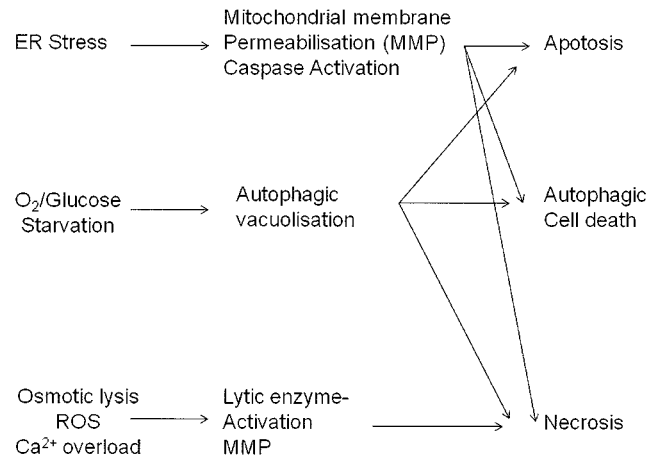 ER Stress
Mitochondrial membrane
Permeabilisation (MMP)
Caspase Activation
Apotosis
O₂/Glucose
Starvation
Autophagic
vacuolisation
Autophagic
Cell death
Osmotic lysis
ROS
Ca²⁺ overload
Lytic enzyme-
Activation
MMP
Necrosis